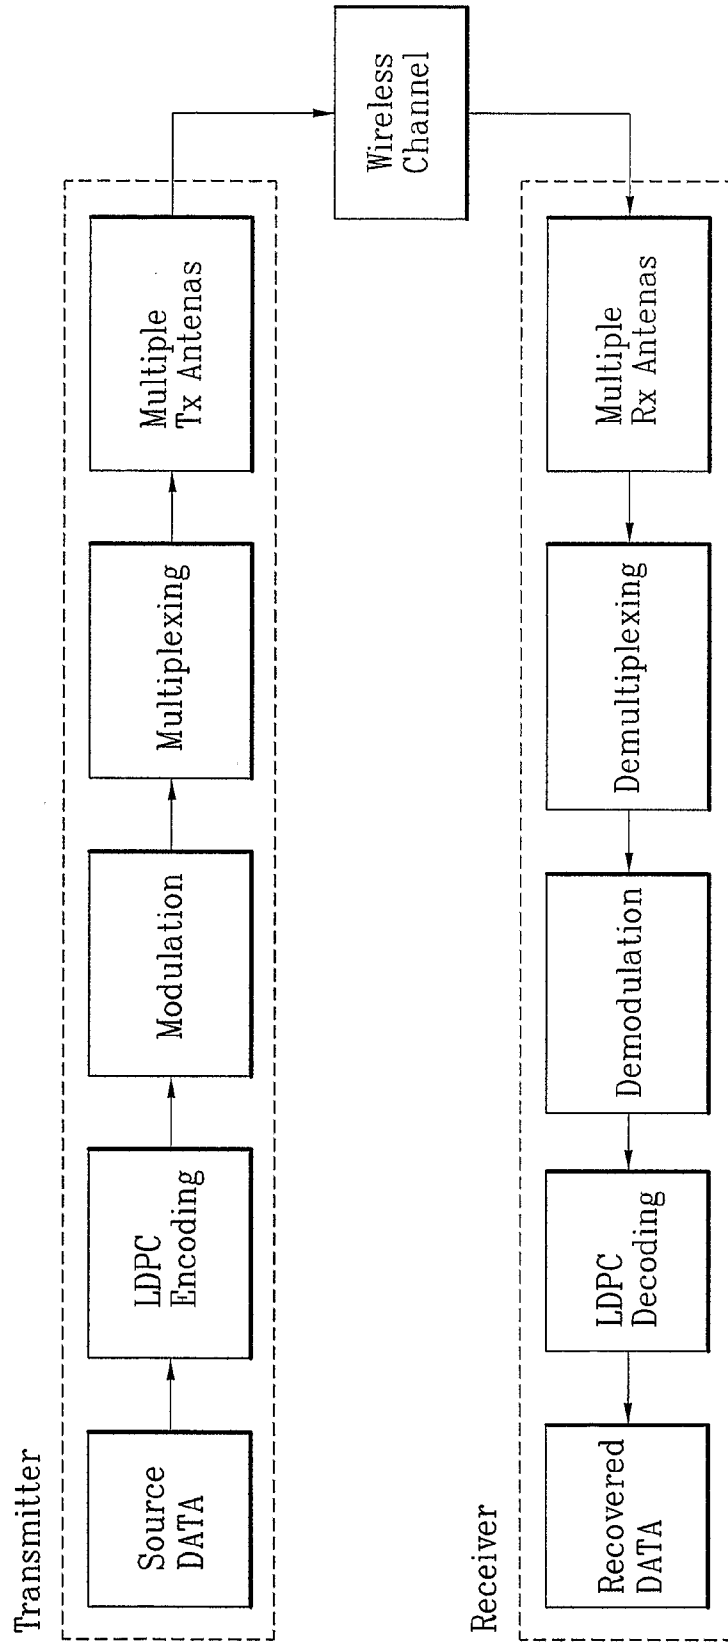 Transmitter
Source
DATA
LDPC
Encoding
Modulation
Multiplexing
Multiple
Tx Antenas
Wireless
Channel
Receiver
Recovered
DATA
LDPC
Decoding
Demodulation
Demultiplexing
Multiple
Rx Antenas